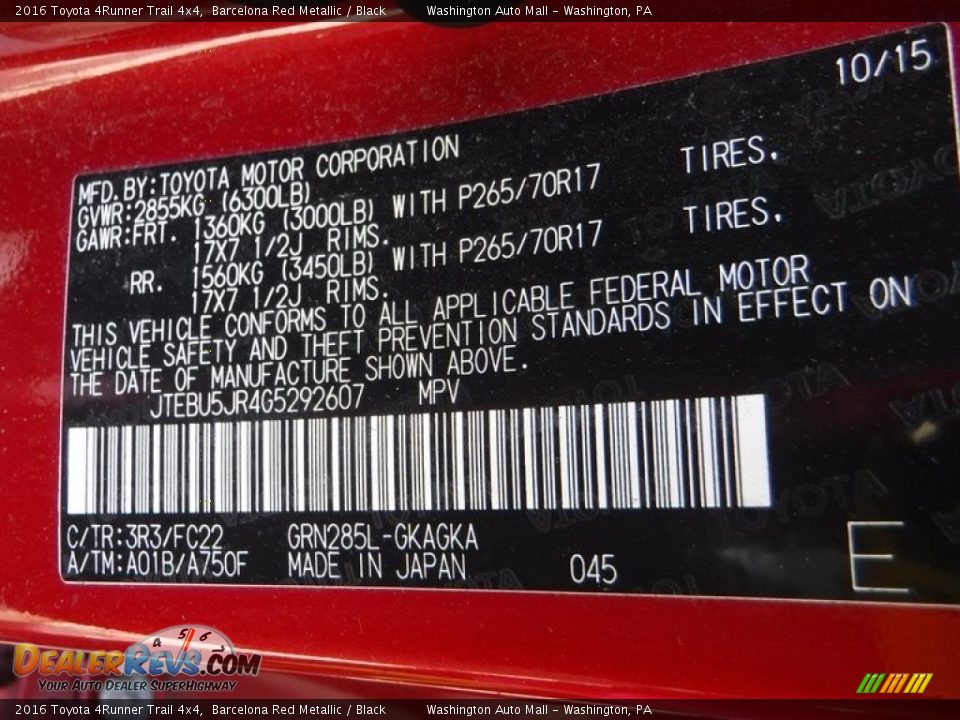 2016 Toyota 4Runner Trail 4x4, Barcelona Red Metallic / Black Washington Auto Mall - Washington, PA
10/15
MFD.BY:TOYOTA MOTOR CORPORATION
GVWR:2855KG (6300LB)
GAWR:FRT. 1360KG (3000LB) WITH P265/70R17 TIRES.
17X7 1/2J RIMS.
RR. 1560KG (3450LB) WITH P265/70R17 TIRES.
17X7 1/2J RIMS.
THIS VEHICLE CONFORMS TO ALL APPLICABLE FEDERAL MOTOR
VEHICLE SAFETY AND THEFT PREVENTION STANDARDS IN EFFECT ON
THE DATE OF MANUFACTURE SHOWN ABOVE.
JTEBU5JR4G5292607 MPV
C/TR:3R3/FC22 GRN285L-GKAGKA
A/TM:A01B/A750F MADE IN JAPAN 045 E
4 5 6
DEALERREVS.COM
YOUR AUTO DEALER SUPERHIGHWAY
2016 Toyota 4Runner Trail 4x4, Barcelona Red Metallic / Black Washington Auto Mall - Washington, PA